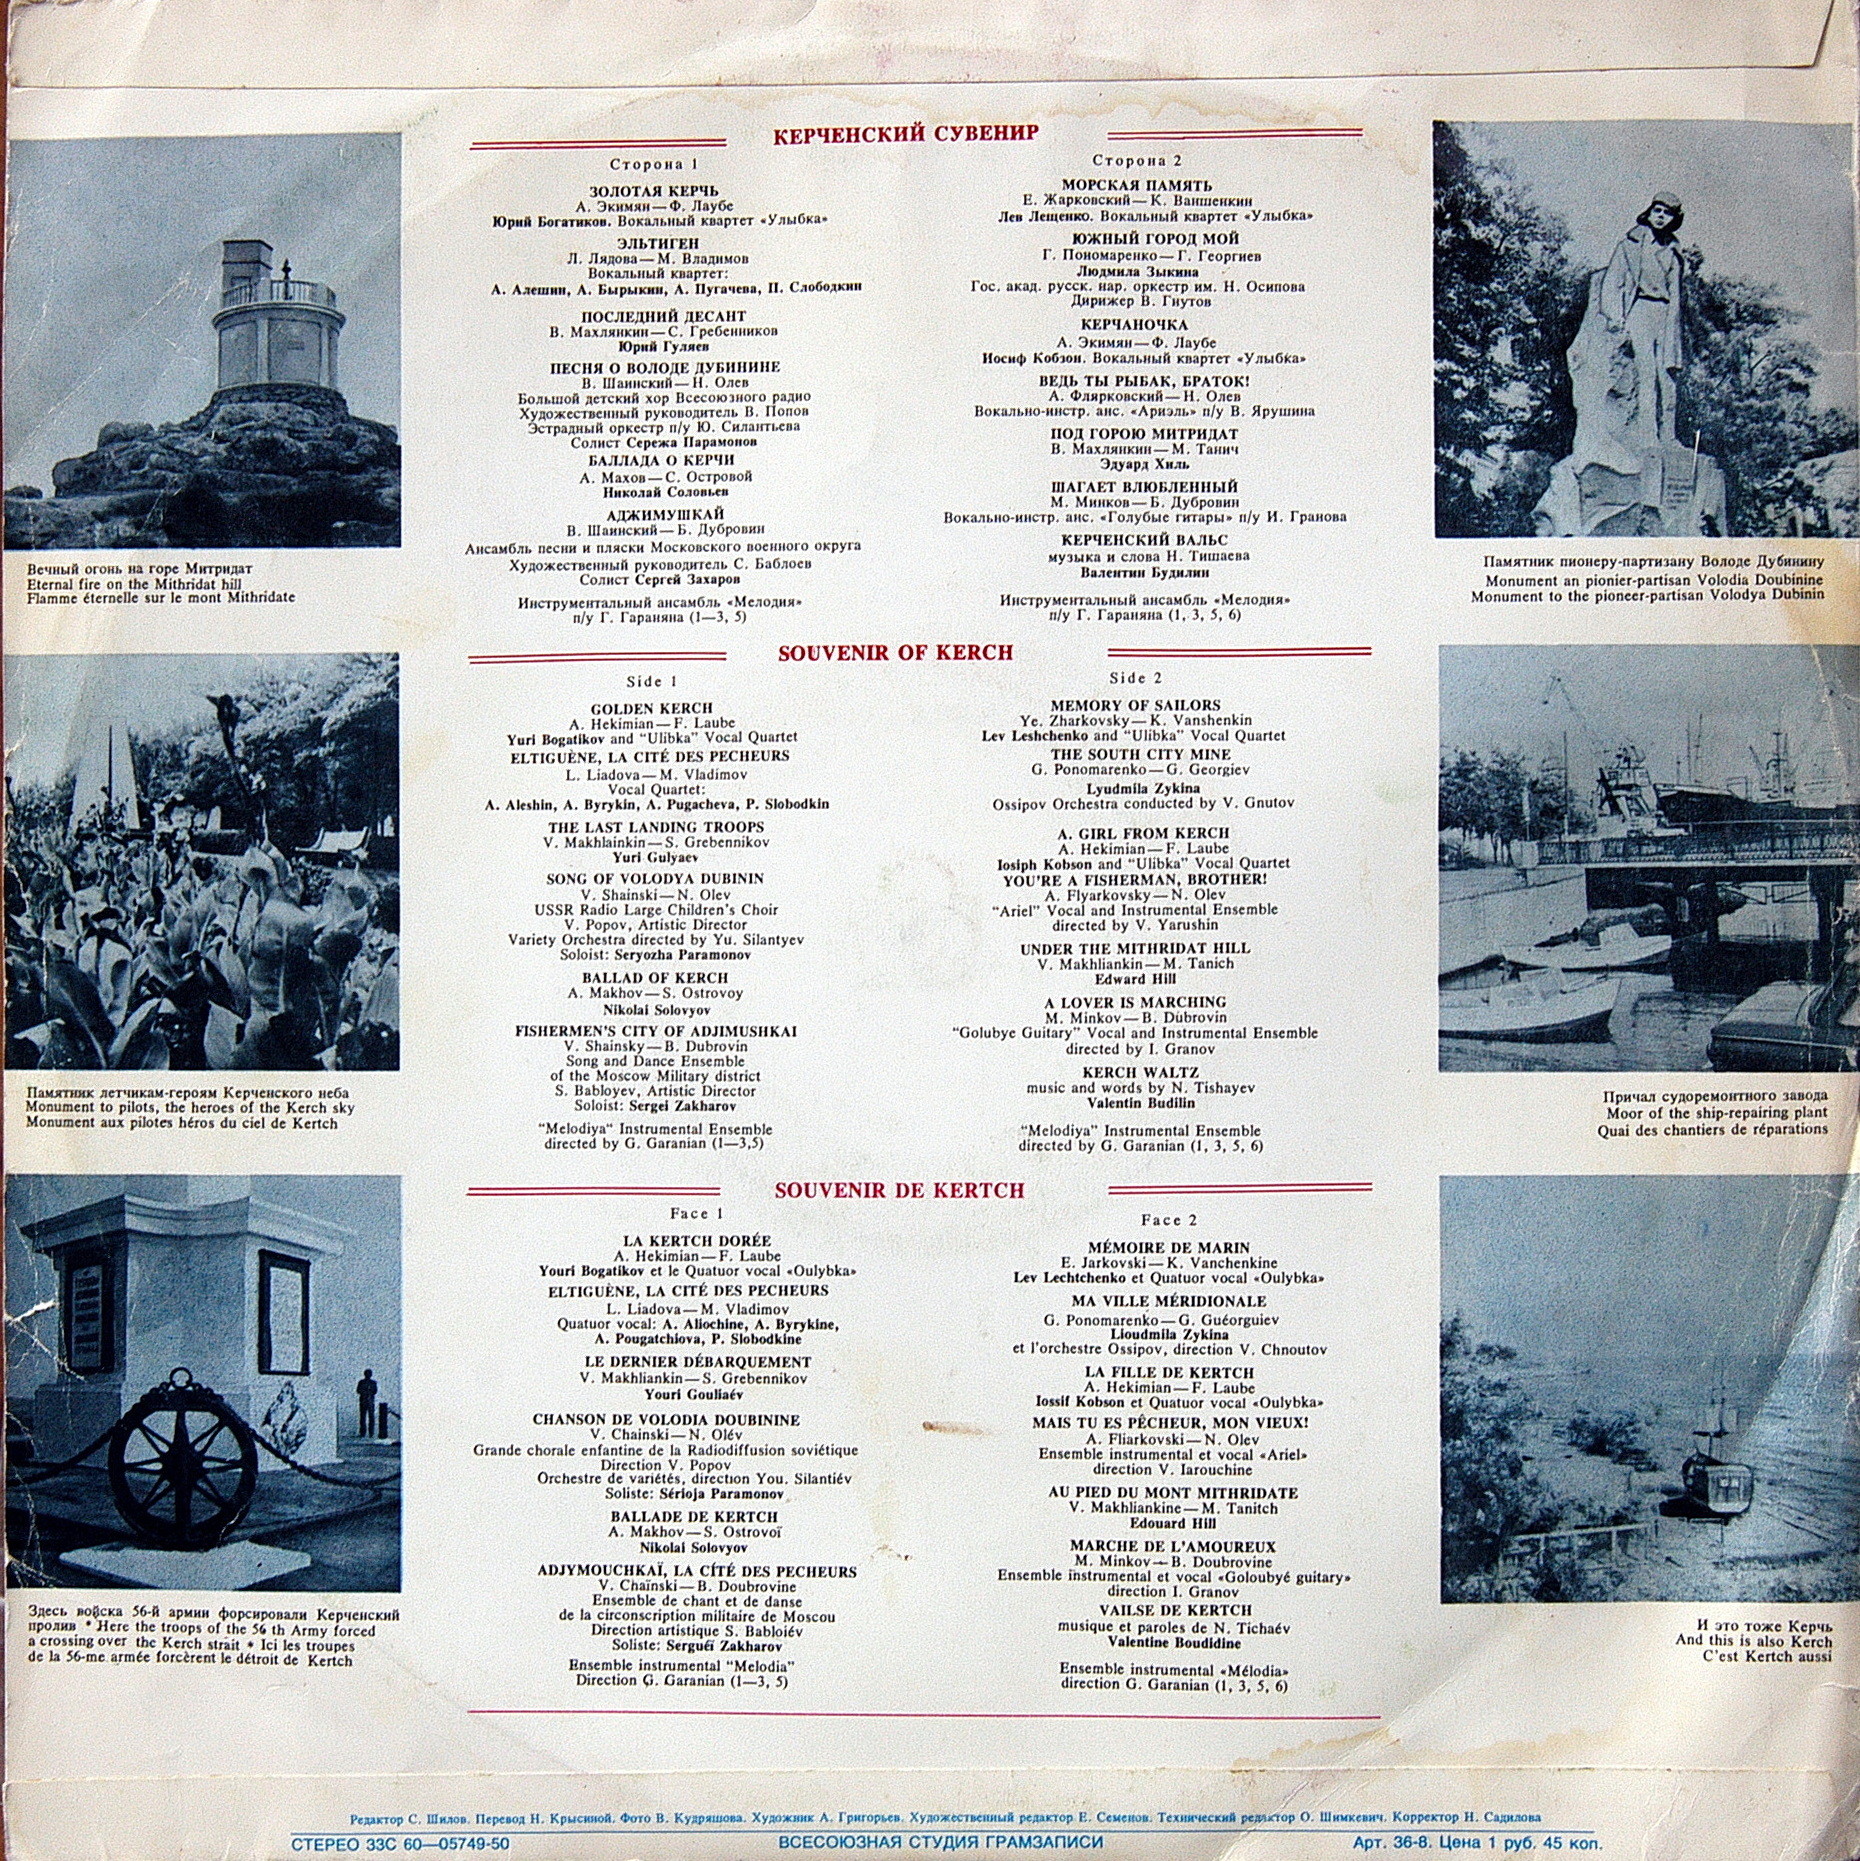 КЕРЧЕНСКИЙ СУВЕНИР
Сторона 1
ЗОЛОТАЯ КЕРЧЬ
А. Экимян—Ф. Лаубе
Юрий Богатиков. Вокальный квартет «Улыбка»
ЭЛЬТИГЕН
Л. Лядова—М. Владимов
Вокальный квартет:
А. Алешин, А. Бырыкин, А. Пугачева, П. Слободкин
ПОСЛЕДНИЙ ДЕСАНТ
В. Махлянкин—С. Гребенников
Юрий Гуляев
ПЕСНЯ О ВОЛОДЕ ДУБИНИНЕ
В. Шаинский—Н. Олев
Большой детский хор Всесоюзного радио
Художественный руководитель В. Попов
Эстрадный оркестр п/у Ю. Силантьева
Солист Сережа Парамонов
БАЛЛАДА О КЕРЧИ
А. Махов—С. Островой
Николай Соловьев
АДЖИМУШКАЙ
В. Шаинский—Б. Дубровин
Ансамбль песни и пляски Московского военного округа
Художественный руководитель С. Баблоев
Солист Сергей Захаров
Инструментальный ансамбль «Мелодия»
п/у Г. Гараняна (1—3, 5)
Сторона 2
МОРСКАЯ ПАМЯТЬ
Е. Жарковский—К. Ваншенкин
Лев Лещенко. Вокальный квартет «Улыбка»
ЮЖНЫЙ ГОРОД МОЙ
Г. Пономаренко—Г. Георгиев
Людмила Зыкина
Гос. акад. русск. нар. оркестр им. Н. Осипова
Дирижер В. Гнутов
КЕРЧАНОЧКА
А. Экимян—Ф. Лаубе
Иосиф Кобзон. Вокальный квартет «Улыбка»
ВЕДЬ ТЫ РЫБАК, БРАТОК!
А. Флярковский—Н. Олев
Вокально-инстр. анс. «Ариэль» п/у В. Ярушина
ПОД ГОРОЮ МИТРИДАТ
В. Махлянкин—М. Танич
Эдуард Хиль
ШАГАЕТ ВЛЮБЛЕННЫЙ
М. Минков—Б. Дубровин
Вокально-инстр. анс. «Голубые гитары» п/у И. Гранова
КЕРЧЕНСКИЙ ВАЛЬС
музыка и слова Н. Тишаева
Валентин Будилин
Инструментальный ансамбль «Мелодия»
п/у Г. Гараняна (1, 3, 5, 6)
Вечный огонь на горе Митридат
Eternal fire on the Mithridat hill
Flamme éternelle sur le mont Mithridate
Памятник пионеру-партизану Володе Дубинину
Monument an pionier-partisan Volodia Doubinine
Monument to the pioneer-partisan Volodya Dubinin
SOUVENIR OF KERCH
Side 1
GOLDEN KERCH
A. Hekimian—F. Laube
Yuri Bogatikov and "Ulibka" Vocal Quartet
ELTIGUÈNE, LA CITÉ DES PECHEURS
L. Liadova—M. Vladimov
Vocal Quartet:
A. Aleshin, A. Byrykin, A. Pugacheva, P. Slobodkin
THE LAST LANDING TROOPS
V. Makhlainkin—S. Grebennikov
Yuri Gulyaev
SONG OF VOLODYA DUBININ
V. Shainski—N. Olev
USSR Radio Large Children's Choir
V. Popov, Artistic Director
Variety Orchestra directed by Yu. Silantyev
Soloist: Seryozha Paramonov
BALLAD OF KERCH
A. Makhov—S. Ostrovoy
Nikolai Solovyov
FISHERMEN'S CITY OF ADJIMUSHKAI
V. Shainsky—B. Dubrovin
Song and Dance Ensemble
of the Moscow Military district
S. Babloyev, Artistic Director
Soloist: Sergei Zakharov
"Melodiya" Instrumental Ensemble
directed by G. Garanian (1—3,5)
Side 2
MEMORY OF SAILORS
Ye. Zharkovsky—K. Vanshenkin
Lev Leshchenko and "Ulibka" Vocal Quartet
THE SOUTH CITY MINE
G. Ponomarenko—G. Georgiev
Lyudmila Zykina
Ossipov Orchestra conducted by V. Gnutov
A. GIRL FROM KERCH
A. Hekimian—F. Laube
Iosiph Kobson and "Ulibka" Vocal Quartet
YOU'RE A FISHERMAN, BROTHER!
A. Flyarkovsky—N. Olev
"Ariel" Vocal and Instrumental Ensemble
directed by V. Yarushin
UNDER THE MITHRIDAT HILL
V. Makhliankin—M. Tanich
Edward Hill
A LOVER IS MARCHING
M. Minkov—B. Dubrovin
"Golubye Guitary" Vocal and Instrumental Ensemble
directed by I. Granov
KERCH WALTZ
music and words by N. Tishayev
Valentin Budilin
"Melodiya" Instrumental Ensemble
directed by G. Garanian (1, 3, 5, 6)
Памятник летчикам-героям Керченского неба
Monument to pilots, the heroes of the Kerch sky
Monument aux pilotes héros du ciel de Kertch
Причал судоремонтного завода
Moor of the ship-repairing plant
Quai des chantiers de réparations
SOUVENIR DE KERTCH
Face 1
LA KERTCH DORÉE
A. Hekimian—F. Laube
Youri Bogatikov et le Quatuor vocal «Oulybka»
ELTIGUÈNE, LA CITÉ DES PECHEURS
L. Liadova—M. Vladimov
Quatuor vocal: A. Aliochine, A. Byrykine,
A. Pougatchiova, P. Slobodkine
LE DERNIER DÉBARQUEMENT
V. Makhliankin—S. Grebennikov
Youri Gouliaév
CHANSON DE VOLODIA DOUBININE
V. Chainski—N. Olév
Grande chorale enfantine de la Radiodiffusion soviétique
Direction V. Popov
Orchestre de variétés, direction You. Silantiév
Soliste: Sérioja Paramonov
BALLADE DE KERTCH
A. Makhov—S. Ostrovoï
Nikolai Solovyov
ADJYMOUCHKAÏ, LA CÍTÉ DES PECHEURS
V. Chaïnski—B. Doubrovine
Ensemble de chant et de danse
de la circonscription militaire de Moscou
Direction artistique S. Babloiév
Soliste: Serguéi Zakharov
Ensemble instrumental "Melodia"
Direction G. Garanian (1—3, 5)
Face 2
MÉMOIRE DE MARIN
E. Jarkovski—K. Vanchenkine
Lev Lechtchenko et Quatuor vocal «Oulybka»
MA VILLE MÉRIDIONALE
G. Ponomarenko—G. Guéorguiev
Lioudmila Zykina
et l'orchestre Ossipov, direction V. Chnoutov
LA FILLE DE KERTCH
A. Hekimian—F. Laube
Iossif Kobson et Quatuor vocal «Oulybka»
MAIS TU ES PÊCHEUR, MON VIEUX!
A. Fliarkovski—N. Olev
Ensemble instrumental et vocal «Ariel»
direction V. Iarouchine
AU PIED DU MONT MITHRIDATE
V. Makhliankine—M. Tanitch
Edouard Hill
MARCHE DE L'AMOUREUX
M. Minkov—B. Doubrovine
Ensemble instrumental et vocal «Goloubyé guitary»
direction I. Granov
VAILSE DE KERTCH
musique et paroles de N. Tichaév
Valentine Boudidine
Ensemble instrumental «Mélodia»
direction G. Garanian (1, 3, 5, 6)
Здесь войска 56-й армии форсировали Керченский
пролив * Here the troops of the 56 th Army forced
a crossing over the Kerch strait * Ici les troupes
de la 56-me armée forcèrent le détroit de Kertch
И это тоже Керчь
And this is also Kerch
C'est Kertch aussi
Редактор С. Шилов. Перевод Н. Крысиной. Фото В. Кудряшова. Художник А. Григорьев. Художественный редактор Е. Семенов. Технический редактор О. Шимкевич. Корректор Н. Садилова
СТЕРЕО 33С 60—05749-50
ВСЕСОЮЗНАЯ СТУДИЯ ГРАМЗАПИСИ
Арт. 36-8. Цена 1 руб. 45 коп.